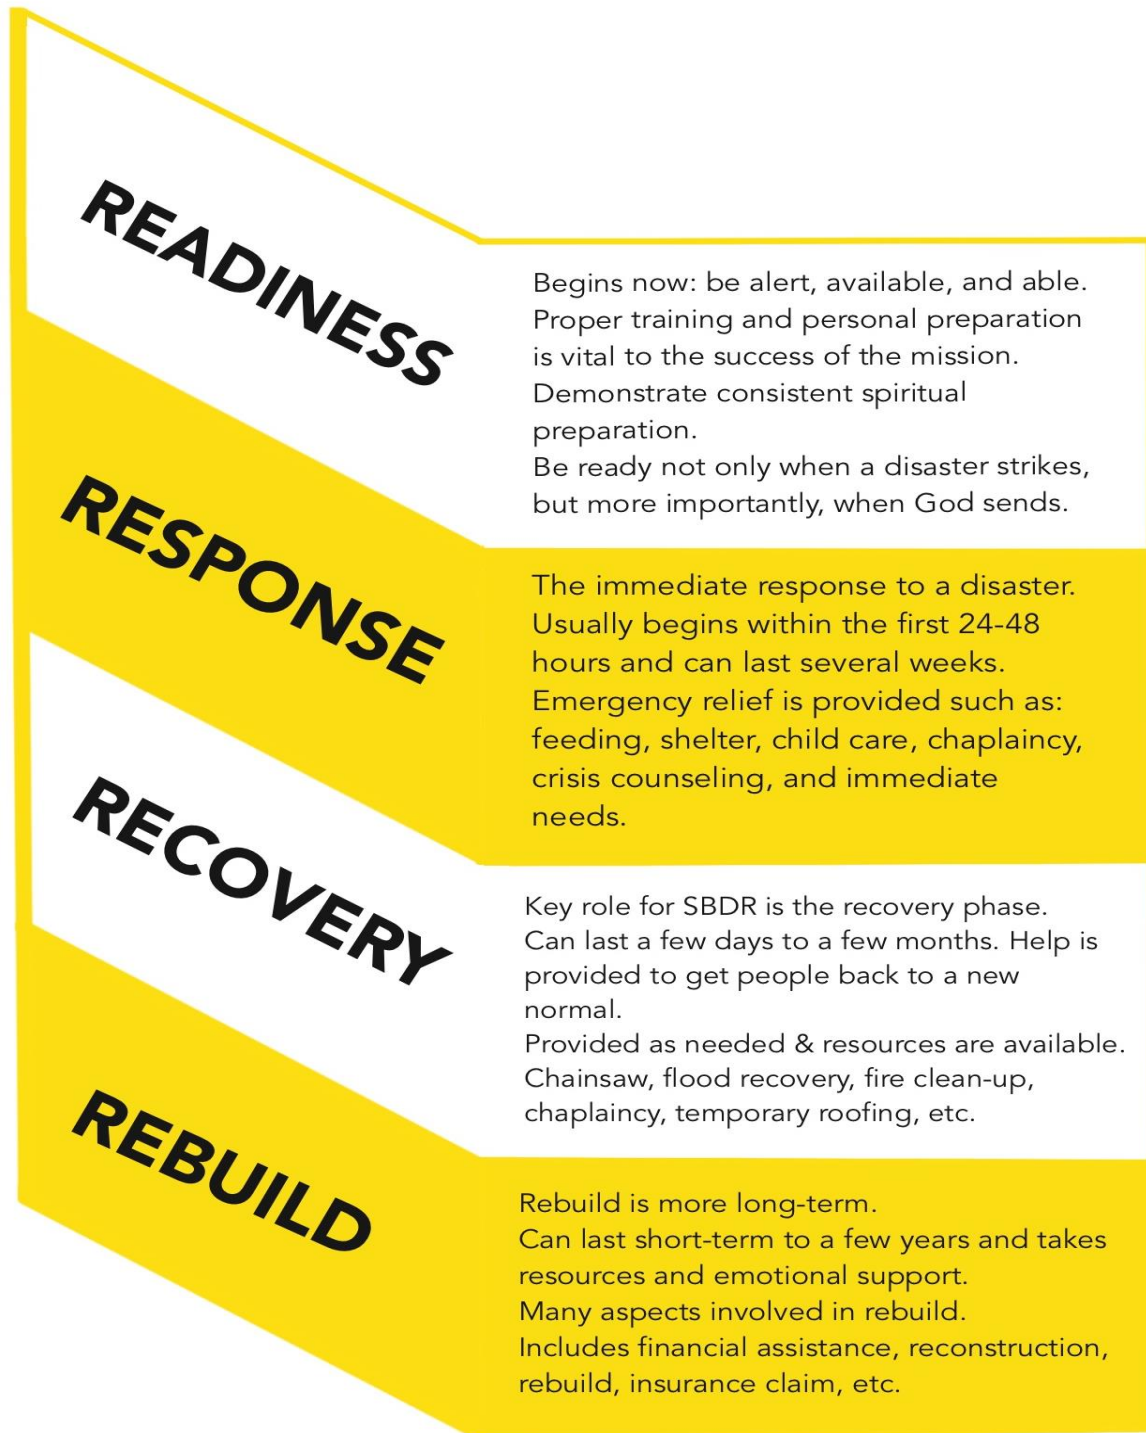 READINESS
Begins now: be alert, available, and able.
Proper training and personal preparation
is vital to the success of the mission.
Demonstrate consistent spiritual
preparation.
Be ready not only when a disaster strikes,
but more importantly, when God sends.
RESPONSE
The immediate response to a disaster.
Usually begins within the first 24-48
hours and can last several weeks.
Emergency relief is provided such as:
feeding, shelter, child care, chaplaincy,
crisis counseling, and immediate
needs.
RECOVERY
Key role for SBDR is the recovery phase.
Can last a few days to a few months. Help is
provided to get people back to a new
normal.
Provided as needed & resources are available.
Chainsaw, flood recovery, fire clean-up,
chaplaincy, temporary roofing, etc.
REBUILD
Rebuild is more long-term.
Can last short-term to a few years and takes
resources and emotional support.
Many aspects involved in rebuild.
Includes financial assistance, reconstruction,
rebuild, insurance claim, etc.